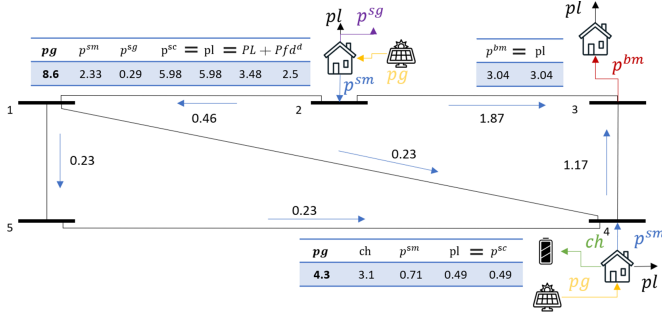 pl
p^sg
pg
p^sm
pg p^sm p^sg p^sc = pl = PL + Pfd^d
8.6 2.33 0.29 5.98 5.98 3.48 2.5
p^bm = pl
3.04 3.04
pl
p^bm
1
2
3
0.46
1.87
0.23
0.23
1.17
0.23
5
4
pg ch p^sm pl = p^sc
4.3 3.1 0.71 0.49 0.49
ch
p^sm
pg
pl